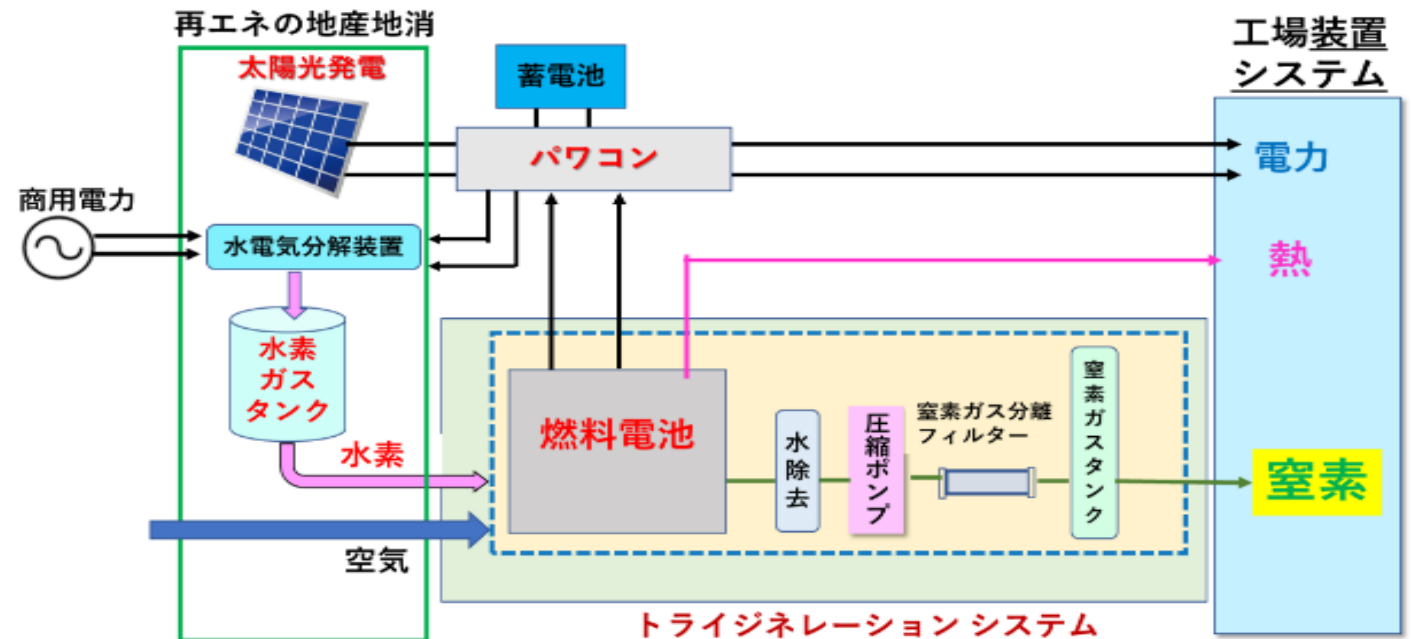 再エネの地産地消
太陽光発電
蓄電池
パワコン
商用電力
水電気分解装置
水素
ガス
タンク
水素
空気
燃料電池
水除去
圧縮ポンプ
窒素ガス分離
フィルター
窒素ガスタンク
トライジネレーション システム
工場装置
システム
電力
熱
窒素